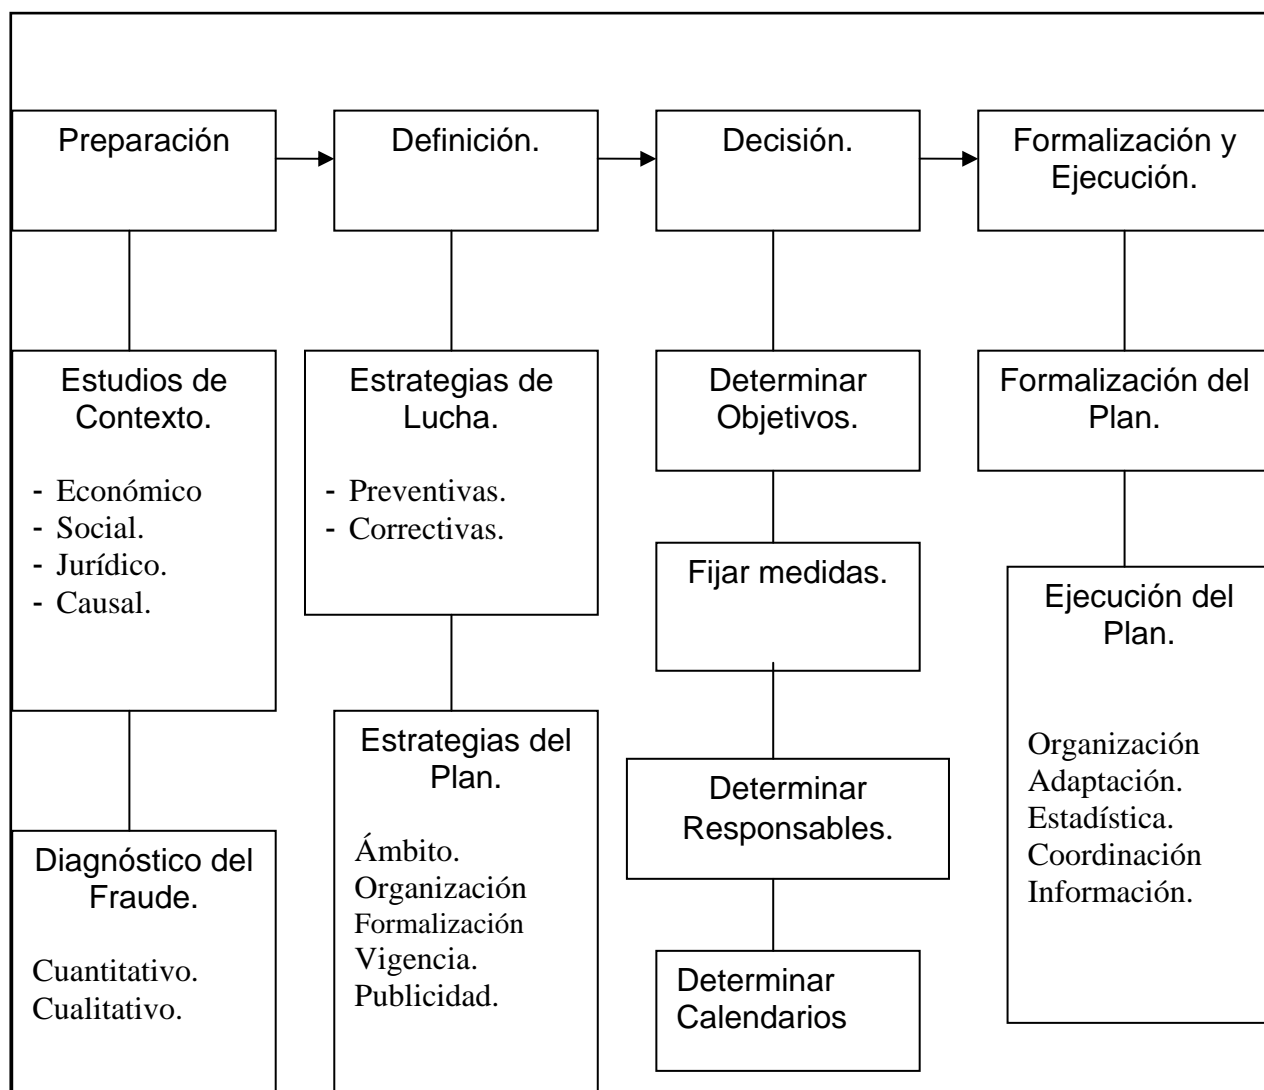 Preparación
Definición.
Decisión.
Formalización y
Ejecución.
Estudios de
Contexto.
- Económico
- Social.
- Jurídico.
- Causal.
Diagnóstico del
Fraude.
Cuantitativo.
Cualitativo.
Estrategias de
Lucha.
- Preventivas.
- Correctivas.
Estrategias del
Plan.
Ámbito.
Organización
Formalización
Vigencia.
Publicidad.
Determinar
Objetivos.
Fijar medidas.
Determinar
Responsables.
Determinar
Calendarios
Formalización del
Plan.
Ejecución del
Plan.
Organización
Adaptación.
Estadística.
Coordinación
Información.